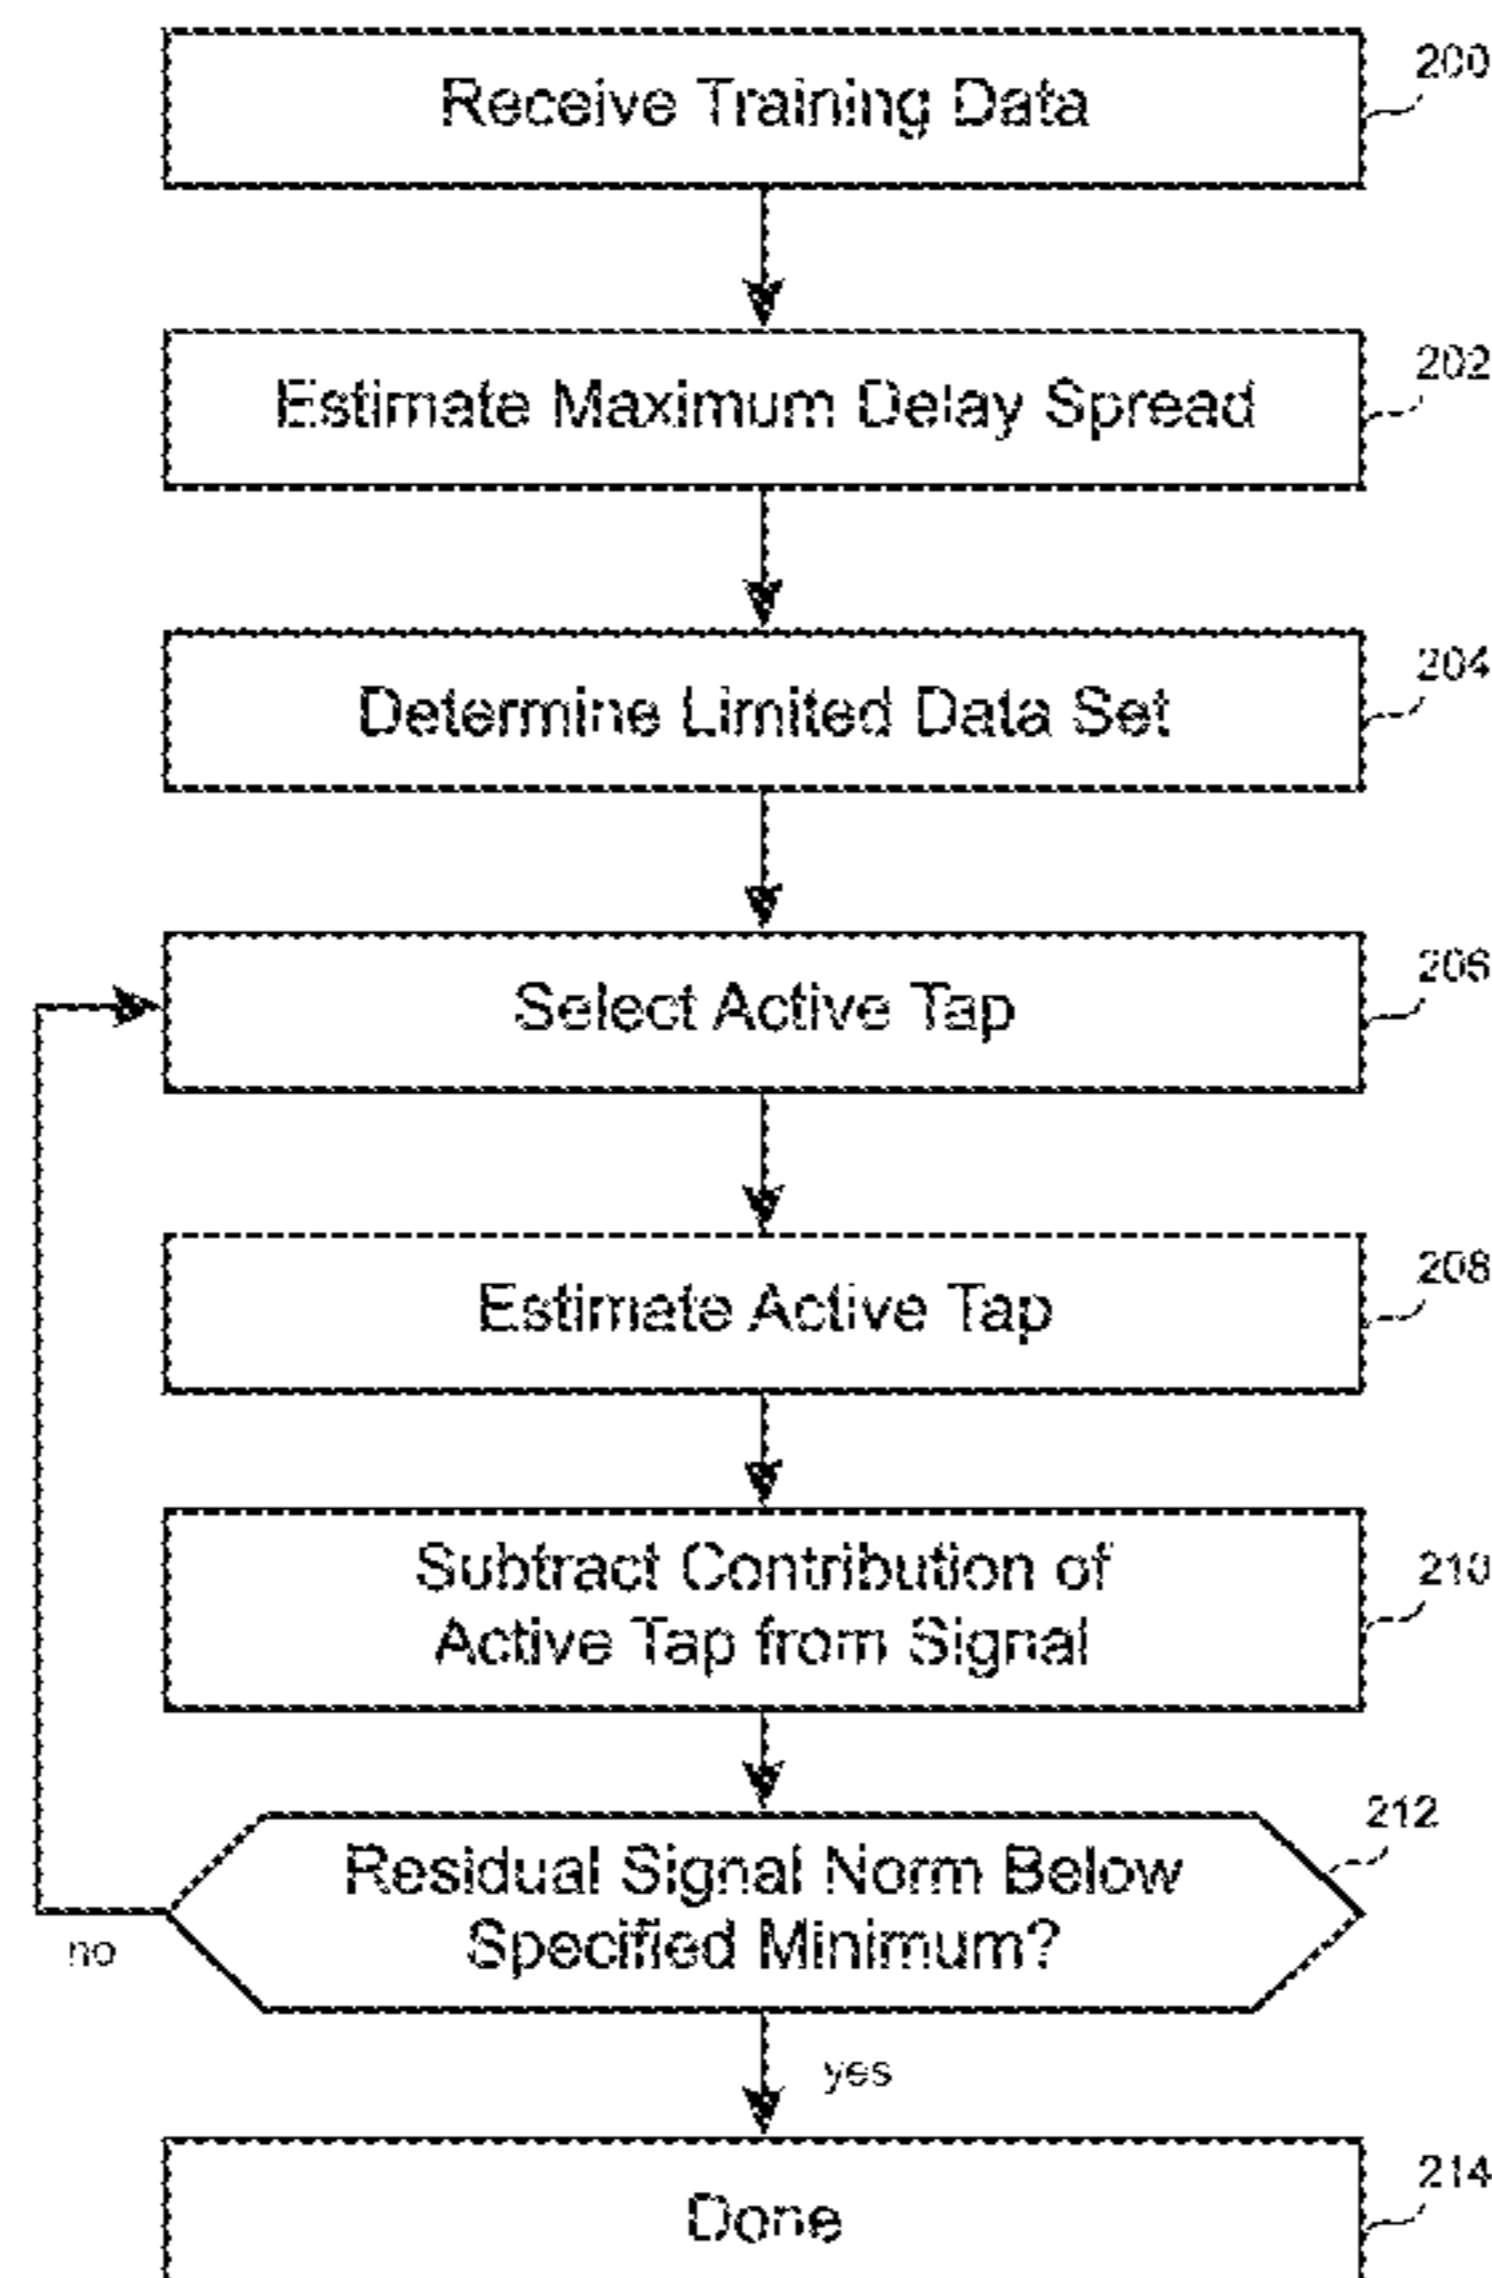 Receive Training Data
200
Estimate Maximum Delay Spread
202
Determine Limited Data Set
204
Select Active Tap
206
Estimate Active Tap
208
Subtract Contribution of
Active Tap from Signal
210
Residual Signal Norm Below
Specified Minimum?
212
no
yes
Done
214